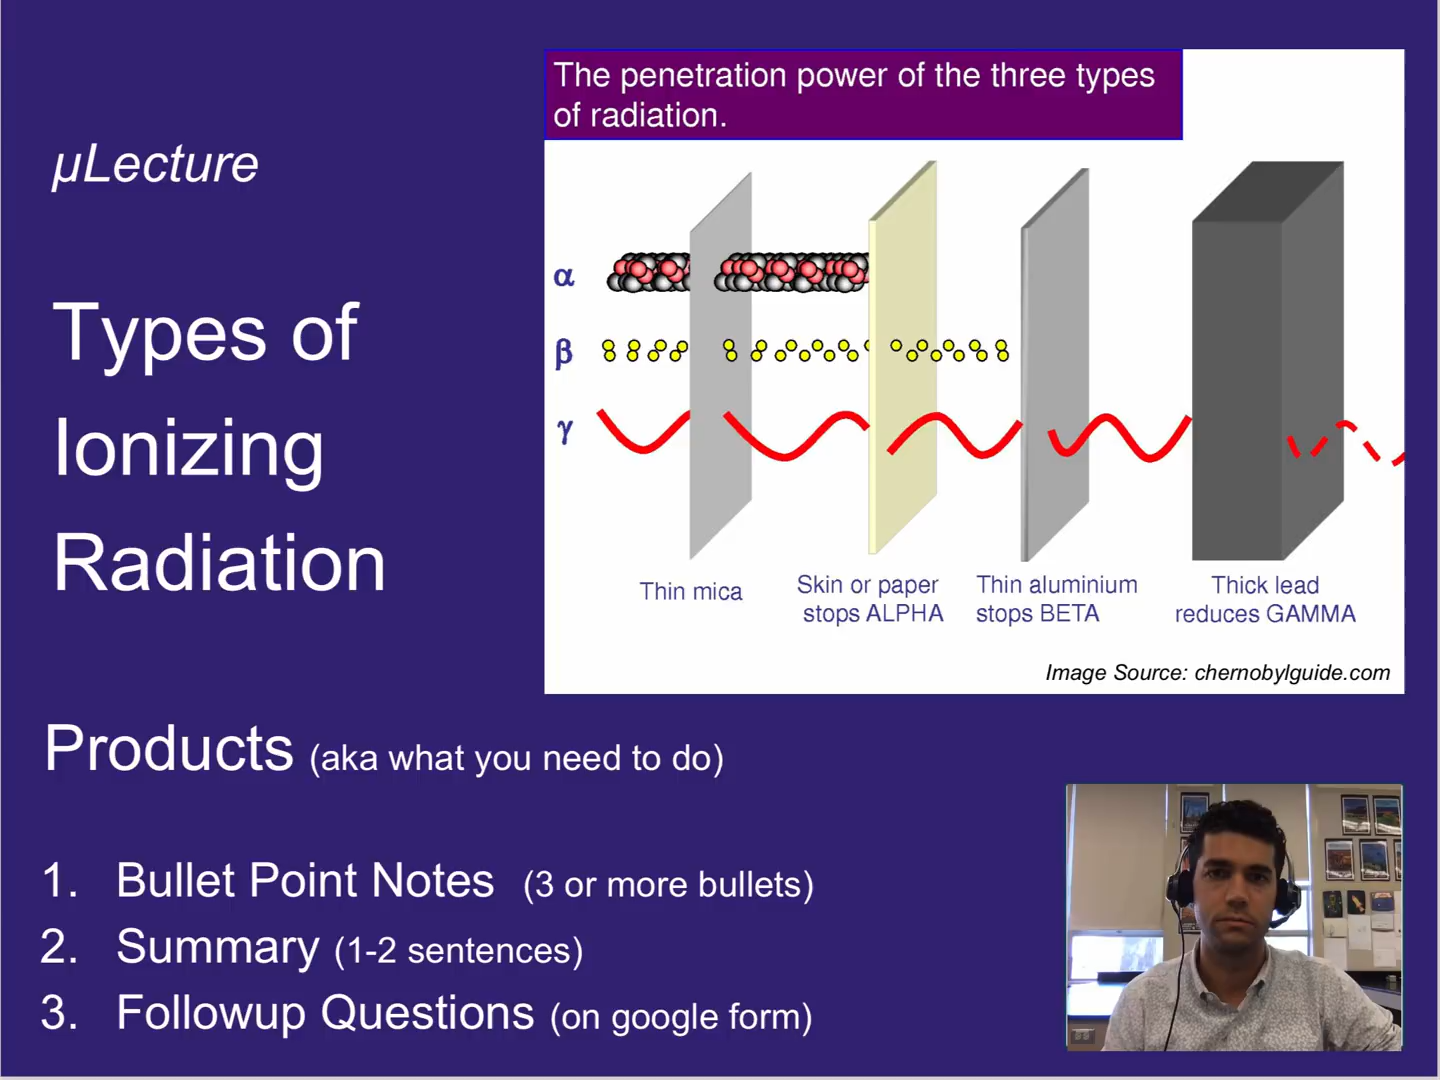 The penetration power of the three types
of radiation.
µLecture
Types of
Ionizing
Radiation
α
β
γ
Thin mica
Skin or paper
stops ALPHA
Thin aluminium
stops BETA
Thick lead
reduces GAMMA
Image Source: chernobylguide.com
Products (aka what you need to do)
1. Bullet Point Notes (3 or more bullets)
2. Summary (1-2 sentences)
3. Followup Questions (on google form)